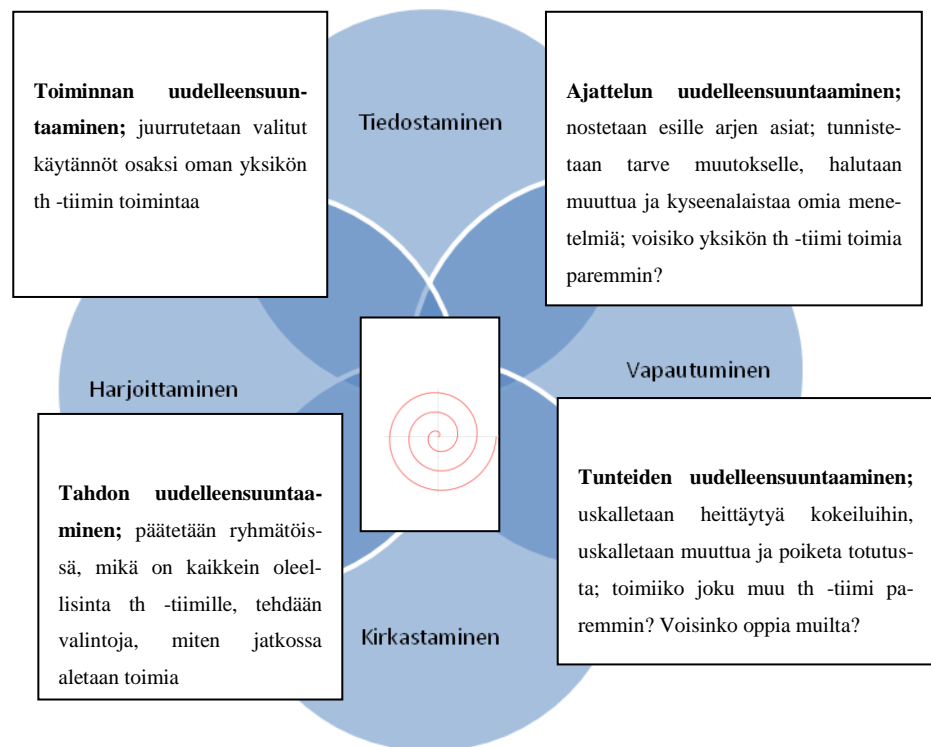 Toiminnan uudelleensuun-
taaminen; juurrutetaan valitut
käytännöt osaksi oman yksikön
th -tiimin toimintaa
Tiedostaminen
Ajattelun uudelleensuuntaaminen;
nostetaan esille arjen asiat; tunniste-
taan tarve muutokselle, halutaan
muuttua ja kyseenalaistaa omia mene-
telmiä; voisiko yksikön th -tiimi toimia
paremmin?
Harjoittaminen
Vapautuminen
Tahdon uudelleensuuntaa-
minen; päätetään ryhmätöis-
sä, mikä on kaikkein oleel-
lisinta th -tiimille, tehdään
valintoja, miten jatkossa
aletaan toimia
Tunteiden uudelleensuuntaaminen;
uskalletaan heittäytyä kokeiluihin,
uskalletaan muuttua ja poiketa totutus-
ta; toimiiko joku muu th -tiimi pa-
remmin? Voisinko oppia muilta?
Kirkastaminen